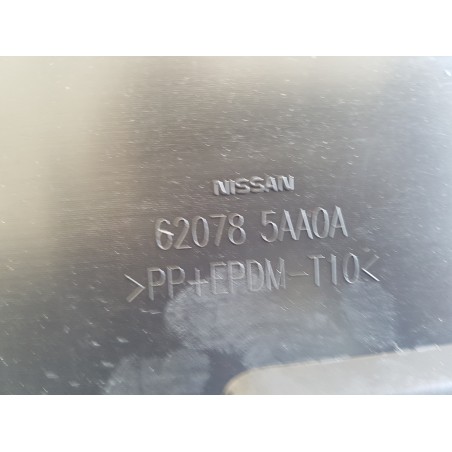 NISSAN
62078 5AA0A
>PP+EPDM-T10<